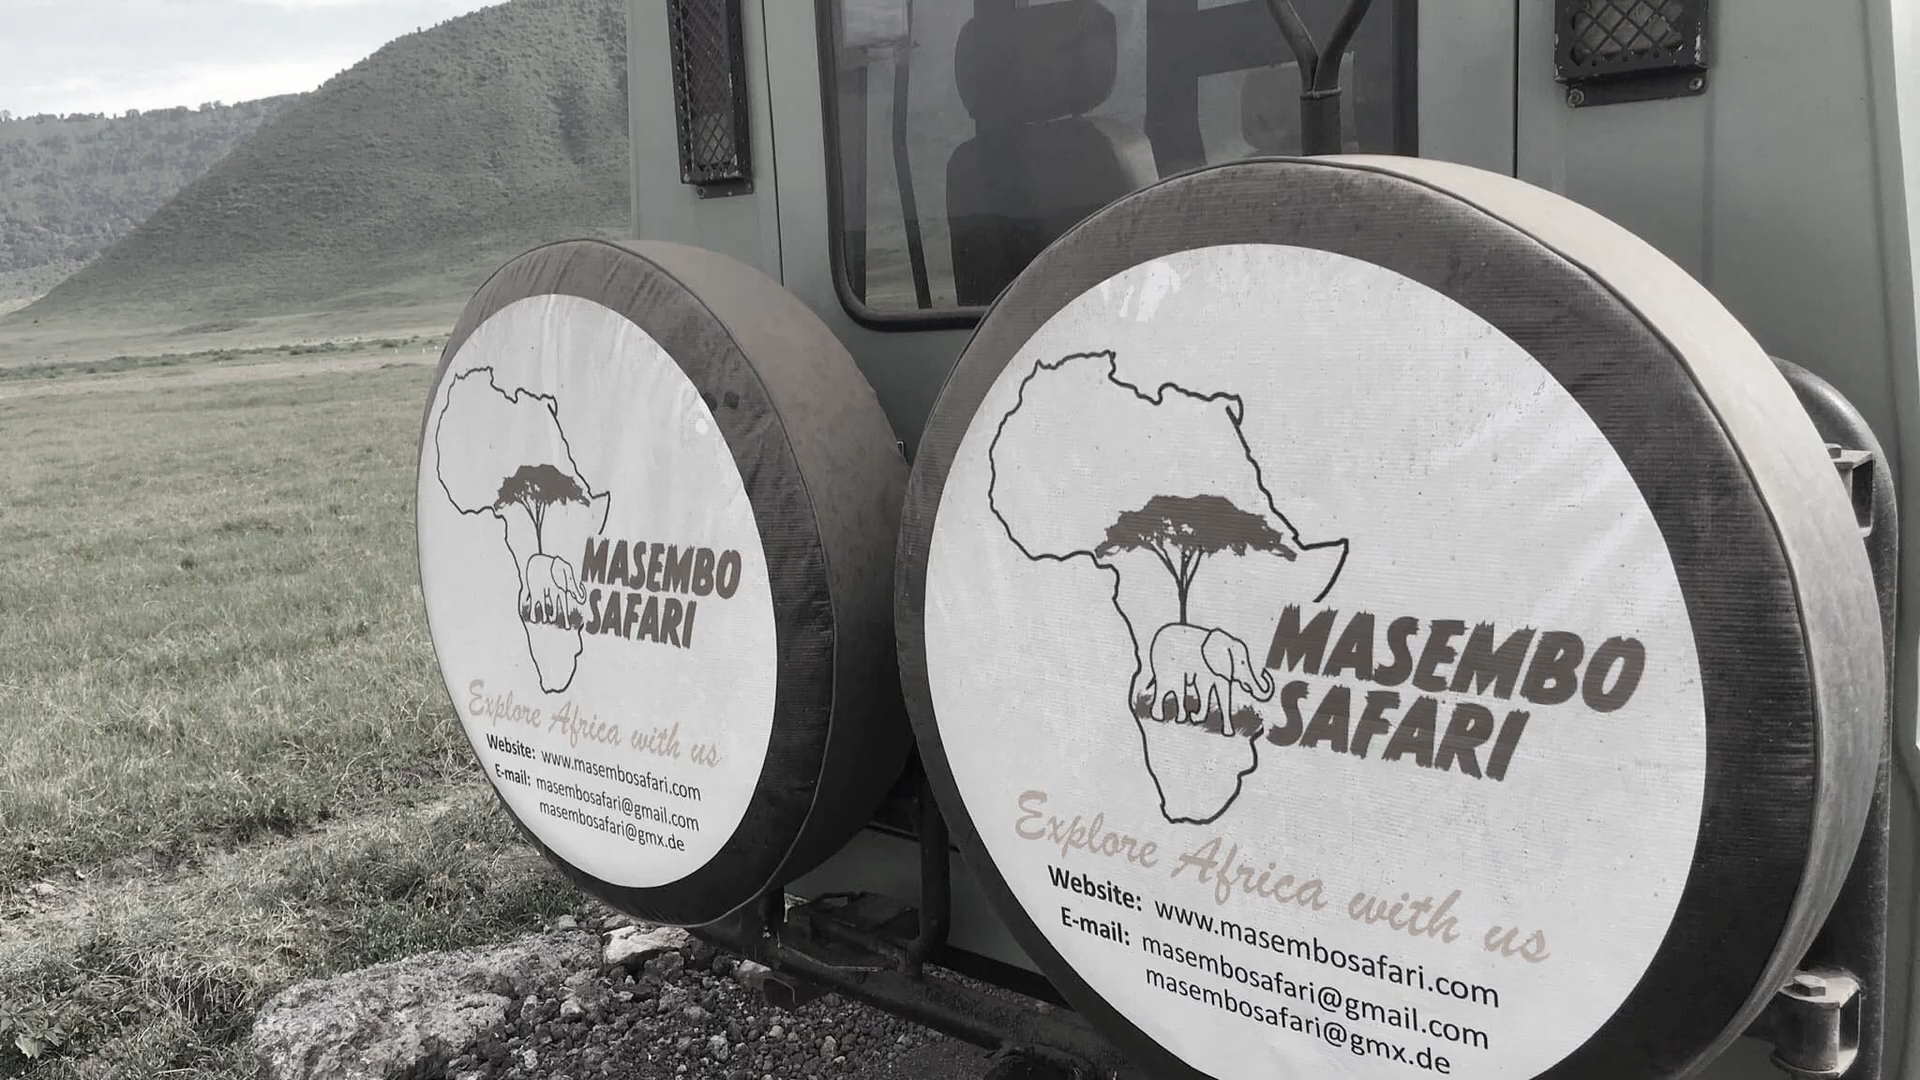 MASEMBO
SAFARI
Explore Africa with us
Website: www.masembosafari.com
E-mail: masembosafari@gmail.com
masembosafari@gmx.de
MASEMBO
SAFARI
Explore Africa with us
Website: www.masembosafari.com
E-mail: masembosafari@gmail.com
masembosafari@gmx.de